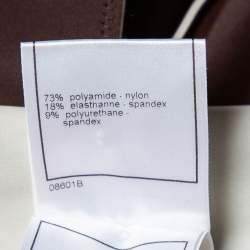 73% polyamide - nylon
18% elasthanne - spandex
9% polyurethane -
spandex
08601B